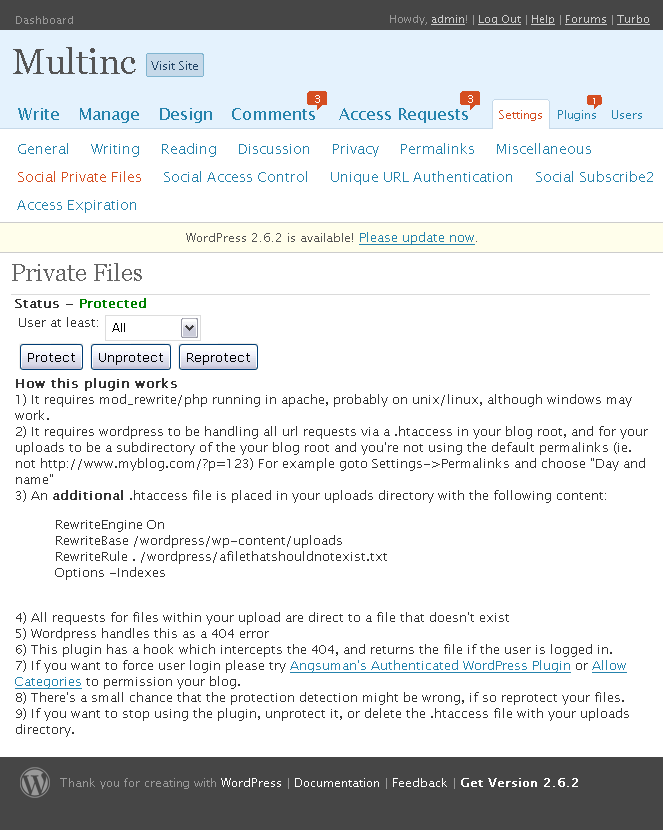 Dashboard
Howdy, admin! | Log Out | Help | Forums | Turbo
Multinc Visit Site
3 3 1
Write Manage Design Comments Access Requests Settings Plugins Users
General Writing Reading Discussion Privacy Permalinks Miscellaneous
Social Private Files Social Access Control Unique URL Authentication Social Subscribe2
Access Expiration
WordPress 2.6.2 is available! Please update now.
Private Files
Status – Protected
User at least: All
Protect Unprotect Reprotect
How this plugin works
1) It requires mod_rewrite/php running in apache, probably on unix/linux, although windows may
work.
2) It requires wordpress to be handling all url requests via a .htaccess in your blog root, and for your
uploads to be a subdirectory of the your blog root and you're not using the default permalinks (ie.
not http://www.myblog.com/?p=123) For example goto Settings->Permalinks and choose "Day and
name"
3) An additional .htaccess file is placed in your uploads directory with the following content:
RewriteEngine On
RewriteBase /wordpress/wp-content/uploads
RewriteRule . /wordpress/afilethatshouldnotexist.txt
Options -Indexes
4) All requests for files within your upload are direct to a file that doesn't exist
5) Wordpress handles this as a 404 error
6) This plugin has a hook which intercepts the 404, and returns the file if the user is logged in.
7) If you want to force user login please try Angsuman's Authenticated WordPress Plugin or Allow
Categories to permission your blog.
8) There's a small chance that the protection detection might be wrong, if so reprotect your files.
9) If you want to stop using the plugin, unprotect it, or delete the .htaccess file with your uploads
directory.
Thank you for creating with WordPress | Documentation | Feedback | Get Version 2.6.2